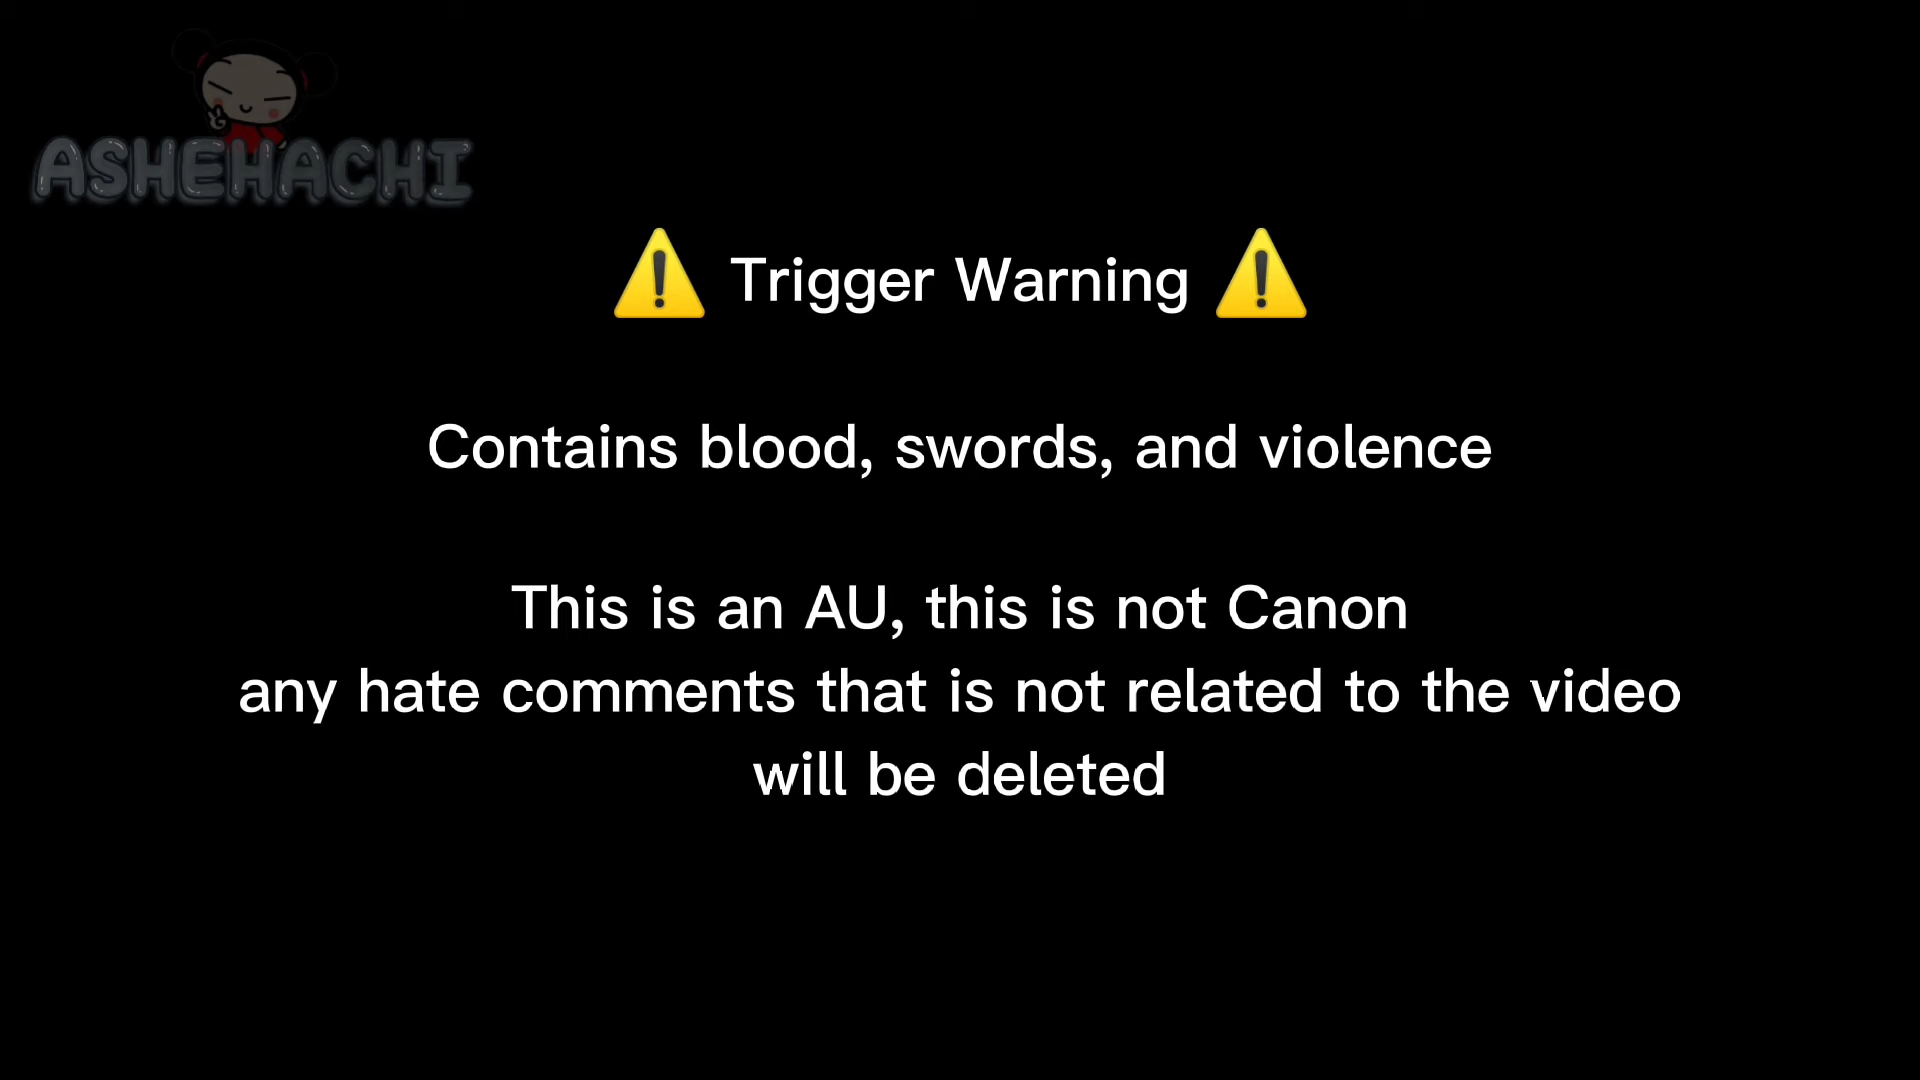 ASHEHACHI
⚠️ Trigger Warning ⚠️
Contains blood, swords, and violence
This is an AU, this is not Canon
any hate comments that is not related to the video
will be deleted